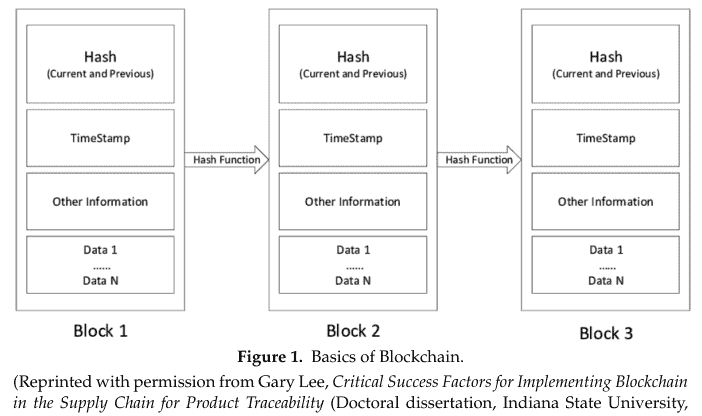 Hash
(Current and Previous)
TimeStamp
Other Information
Data 1
......
Data N
Block 1
Hash Function
Hash
(Current and Previous)
TimeStamp
Other Information
Data 1
......
Data N
Block 2
Hash Function
Hash
(Current and Previous)
TimeStamp
Other Information
Data 1
......
Data N
Block 3
Figure 1. Basics of Blockchain.
(Reprinted with permission from Gary Lee, Critical Success Factors for Implementing Blockchain
in the Supply Chain for Product Traceability (Doctoral dissertation, Indiana State University,